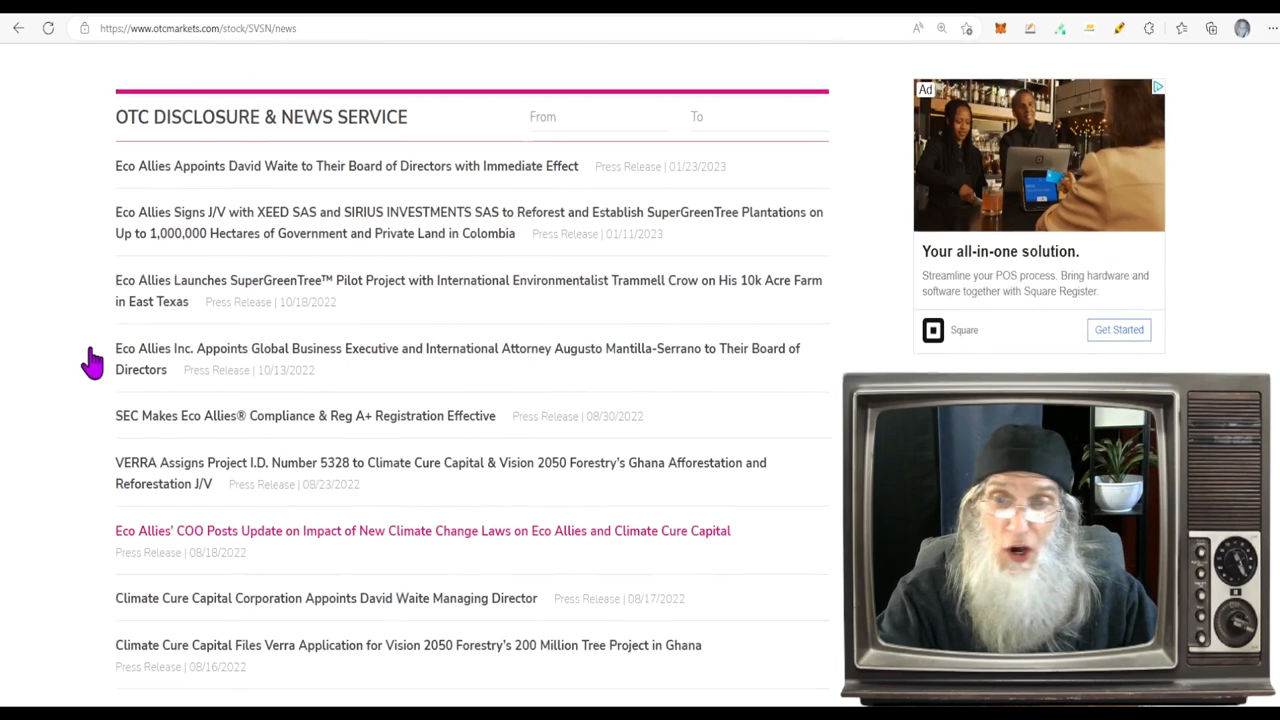 https://www.otcmarkets.com/stock/SVSN/news
OTC DISCLOSURE & NEWS SERVICE
From
To
Eco Allies Appoints David Waite to Their Board of Directors with Immediate Effect Press Release | 01/23/2023
Eco Allies Signs J/V with XEED SAS and SIRIUS INVESTMENTS SAS to Reforest and Establish SuperGreenTree Plantations on
Up to 1,000,000 Hectares of Government and Private Land in Colombia Press Release | 01/11/2023
Eco Allies Launches SuperGreenTree™ Pilot Project with International Environmentalist Trammell Crow on His 10k Acre Farm
in East Texas Press Release | 10/18/2022
Eco Allies Inc. Appoints Global Business Executive and International Attorney Augusto Mantilla-Serrano to Their Board of
Directors Press Release | 10/13/2022
SEC Makes Eco Allies® Compliance & Reg A+ Registration Effective Press Release | 08/30/2022
VERRA Assigns Project I.D. Number 5328 to Climate Cure Capital & Vision 2050 Forestry's Ghana Afforestation and
Reforestation J/V Press Release | 08/23/2022
Eco Allies' COO Posts Update on Impact of New Climate Change Laws on Eco Allies and Climate Cure Capital
Press Release | 08/18/2022
Climate Cure Capital Corporation Appoints David Waite Managing Director Press Release | 08/17/2022
Climate Cure Capital Files Verra Application for Vision 2050 Forestry's 200 Million Tree Project in Ghana
Press Release | 08/16/2022
Ad
Your all-in-one solution.
Streamline your POS process. Bring hardware and
software together with Square Register.
Square
Get Started